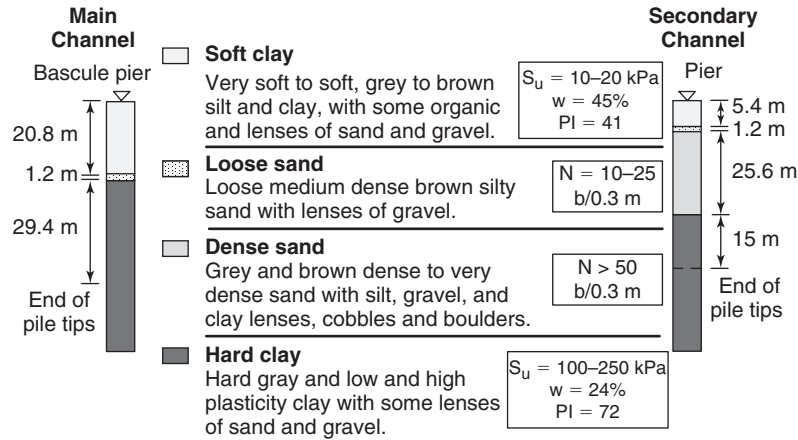 Main
Channel
Bascule pier
20.8 m
1.2 m
29.4 m
End of
pile tips
Soft clay
Very soft to soft, grey to brown
silt and clay, with some organic
and lenses of sand and gravel.
Su = 10–20 kPa
w = 45%
PI = 41
Loose sand
Loose medium dense brown silty
sand with lenses of gravel.
N = 10–25
b/0.3 m
Dense sand
Grey and brown dense to very
dense sand with silt, gravel, and
clay lenses, cobbles and boulders.
N > 50
b/0.3 m
Hard clay
Hard gray and low and high
plasticity clay with some lenses
of sand and gravel.
Su = 100–250 kPa
w = 24%
PI = 72
Secondary
Channel
Pier
5.4 m
1.2 m
25.6 m
15 m
End of
pile tips